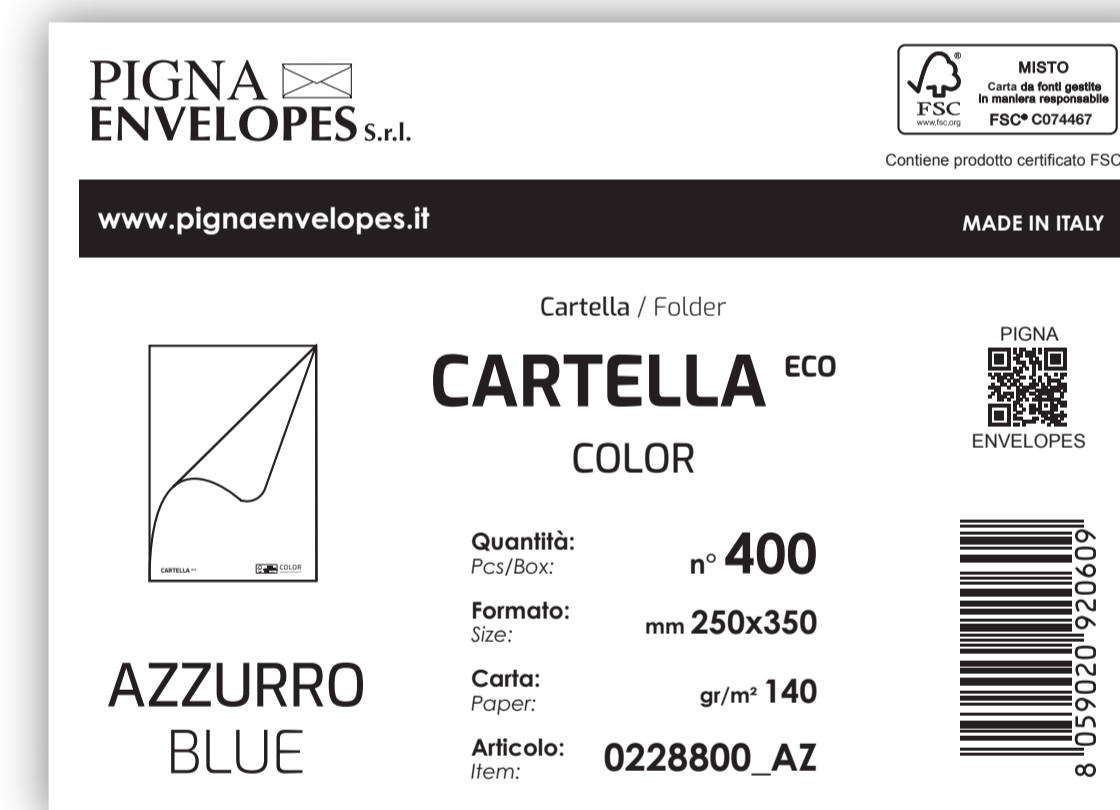 PIGNA
ENVELOPES S.r.l.
FSC®
www.fsc.org
MISTO
Carta da fonti gestite
in maniera responsabile
FSC® C074467
Contiene prodotto certificato FSC
www.pignaenvelopes.it
MADE IN ITALY
Cartella / Folder
CARTELLA ECO
COLOR
PIGNA
ENVELOPES
CARTELLA ECO
COLOR
AZZURRO
BLUE
Quantità:
Pcs/Box:
n° 400
Formato:
Size:
mm 250x350
Carta:
Paper:
gr/m² 140
Articolo:
Item:
0228800_AZ
8 059020 920609